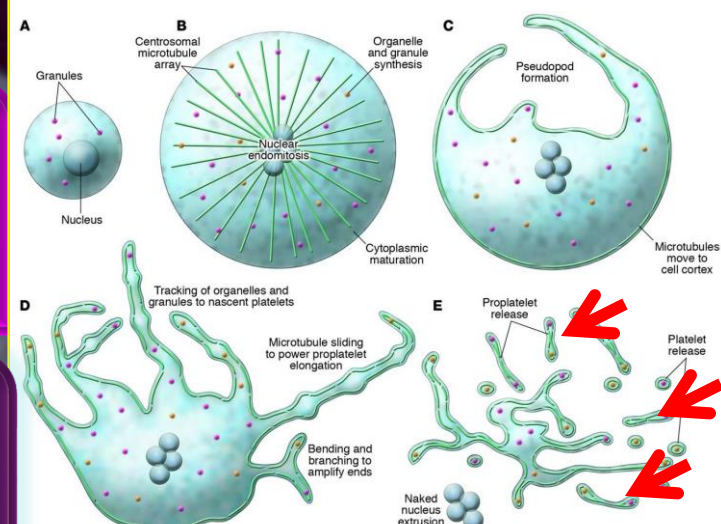 A
B
C
Centrosomal
microtubule
array
Organelle
and granule
synthesis
Granules
Pseudopod
formation
Nuclear
endomitosis
Nucleus
Cytoplasmic
maturation
Microtubules
move to
cell cortex
D
Tracking of organelles and
granules to nascent platelets
Microtubule sliding
to power proplatelet
elongation
Bending and
branching to
amplify ends
E
Proplatelet
release
Platelet
release
Naked
nucleus
extrusion